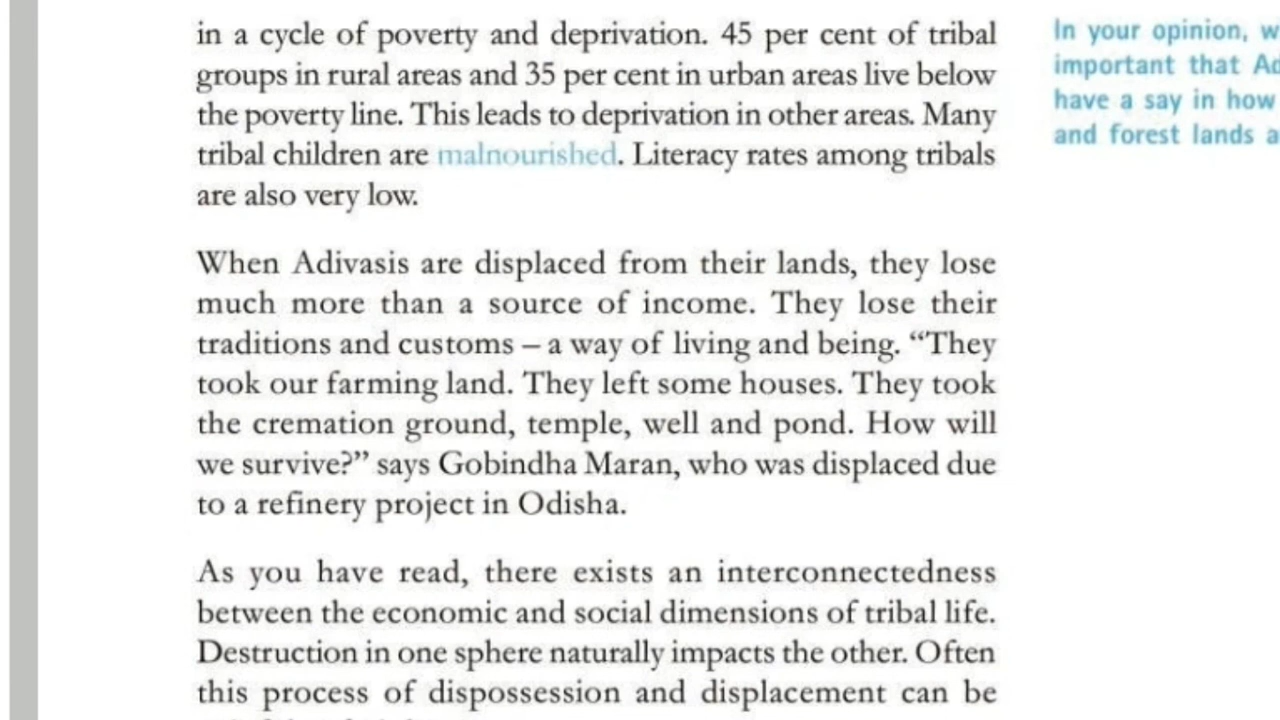 in a cycle of poverty and deprivation. 45 per cent of tribal
groups in rural areas and 35 per cent in urban areas live below
the poverty line. This leads to deprivation in other areas. Many
tribal children are malnourished. Literacy rates among tribals
are also very low.
When Adivasis are displaced from their lands, they lose
much more than a source of income. They lose their
traditions and customs – a way of living and being. “They
took our farming land. They left some houses. They took
the cremation ground, temple, well and pond. How will
we survive?” says Gobindha Maran, who was displaced due
to a refinery project in Odisha.
As you have read, there exists an interconnectedness
between the economic and social dimensions of tribal life.
Destruction in one sphere naturally impacts the other. Often
this process of dispossession and displacement can be
In your opinion,
important that
have a say in how
and forest lands